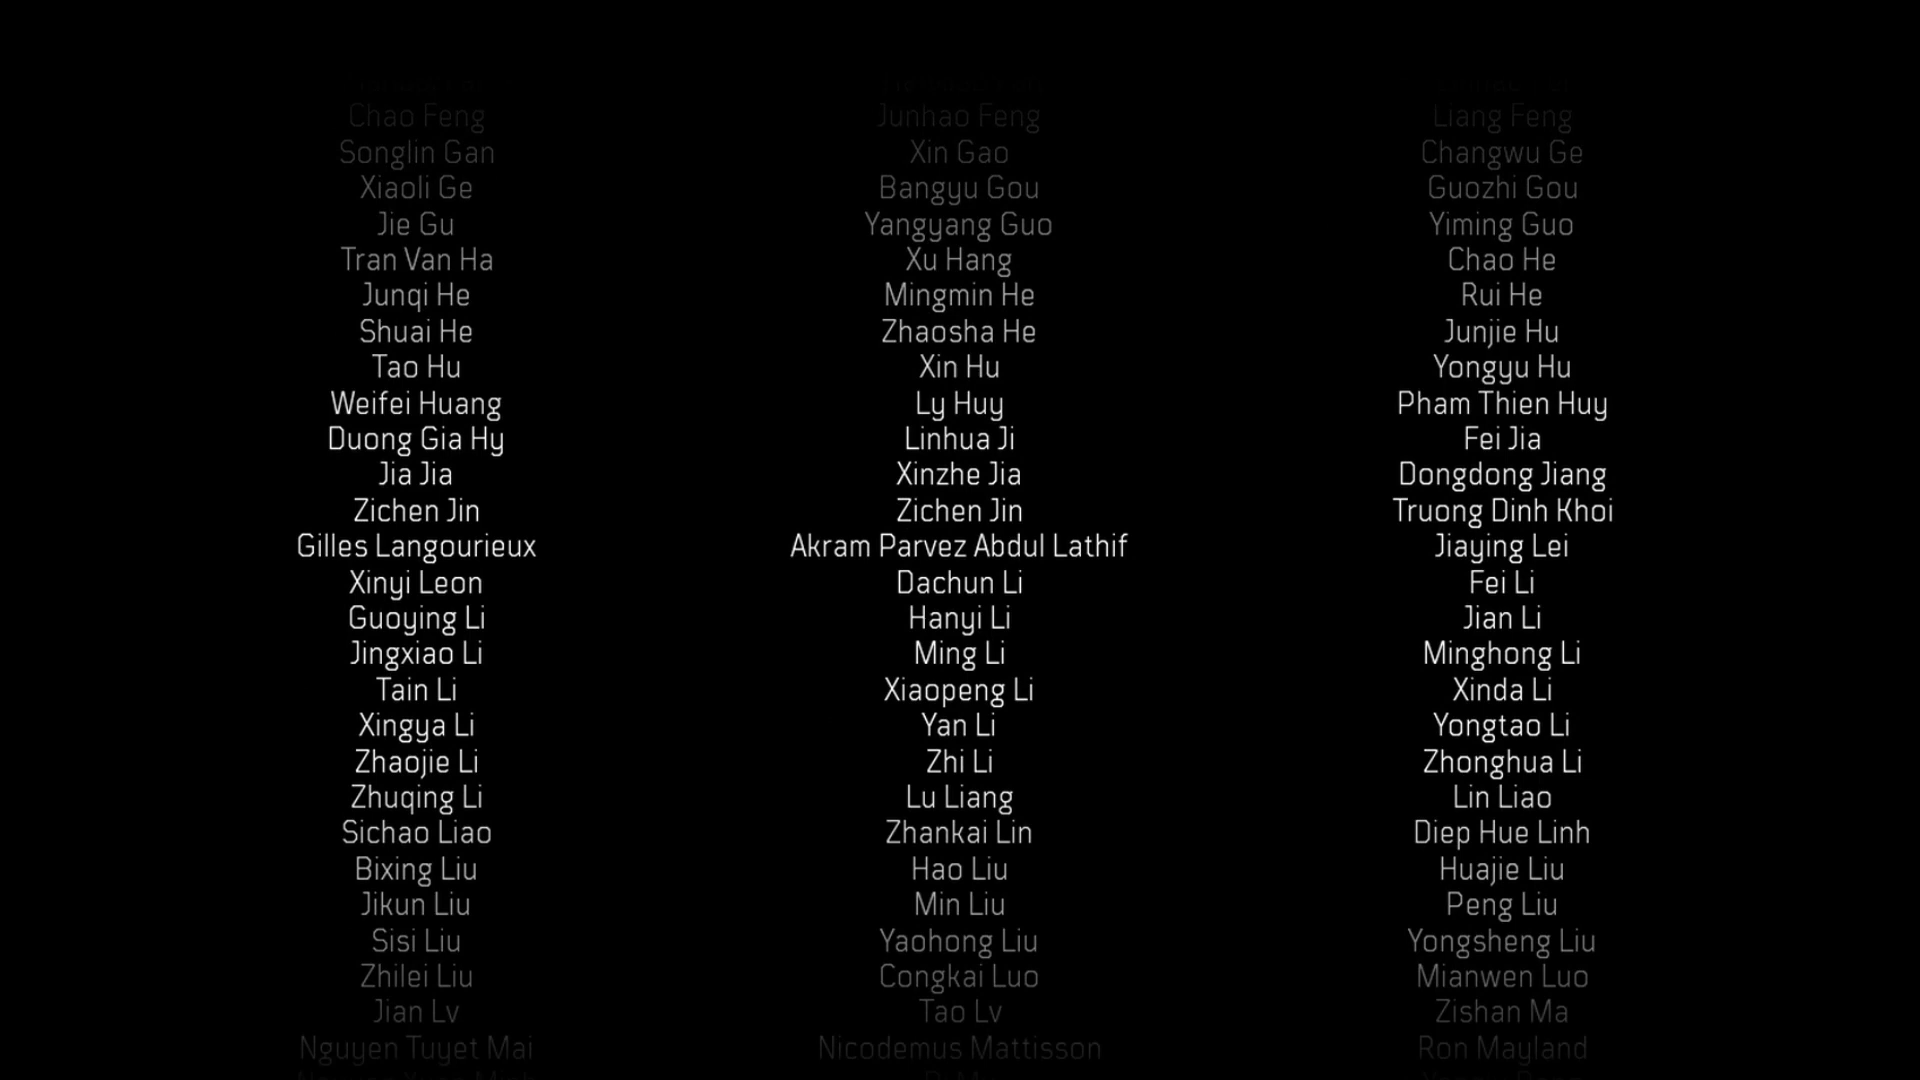 Chao Feng Junhao Feng Liang Feng
Songlin Gan Xin Gao Changwu Ge
Xiaoli Ge Bangyu Gou Guozhi Gou
Jie Gu Yangyang Guo Yiming Guo
Tran Van Ha Xu Hang Chao He
Junqi He Mingmin He Rui He
Shuai He Zhaosha He Junjie Hu
Tao Hu Xin Hu Yongyu Hu
Weifei Huang Ly Huy Pham Thien Huy
Duong Gia Hy Linhua Ji Fei Jia
Jia Jia Xinzhe Jia Dongdong Jiang
Zichen Jin Zichen Jin Truong Dinh Khoi
Gilles Langourieux Akram Parvez Abdul Lathif Jiaying Lei
Xinyi Leon Dachun Li Fei Li
Guoying Li Hanyi Li Jian Li
Jingxiao Li Ming Li Minghong Li
Tain Li Xiaopeng Li Xinda Li
Xingya Li Yan Li Yongtao Li
Zhaojie Li Zhi Li Zhonghua Li
Zhuqing Li Lu Liang Lin Liao
Sichao Liao Zhankai Lin Diep Hue Linh
Bixing Liu Hao Liu Huajie Liu
Jikun Liu Min Liu Peng Liu
Sisi Liu Yaohong Liu Yongsheng Liu
Zhilei Liu Congkai Luo Mianwen Luo
Jian Lv Tao Lv Zishan Ma
Nguyen Tuyet Mai Nicodemus Mattisson Ron Mayland